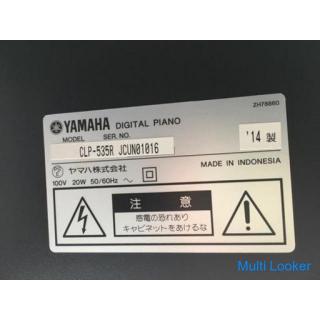 ZH78860
YAMAHA DIGITAL PIANO
MODEL SER. NO.
CLP-535R JCUN01016
'14 製
ヤマハ株式会社
100V 20W 50/60Hz
MADE IN INDONESIA
注 意
感電の恐れあり
キャビネットをあけるな
Multi Looker